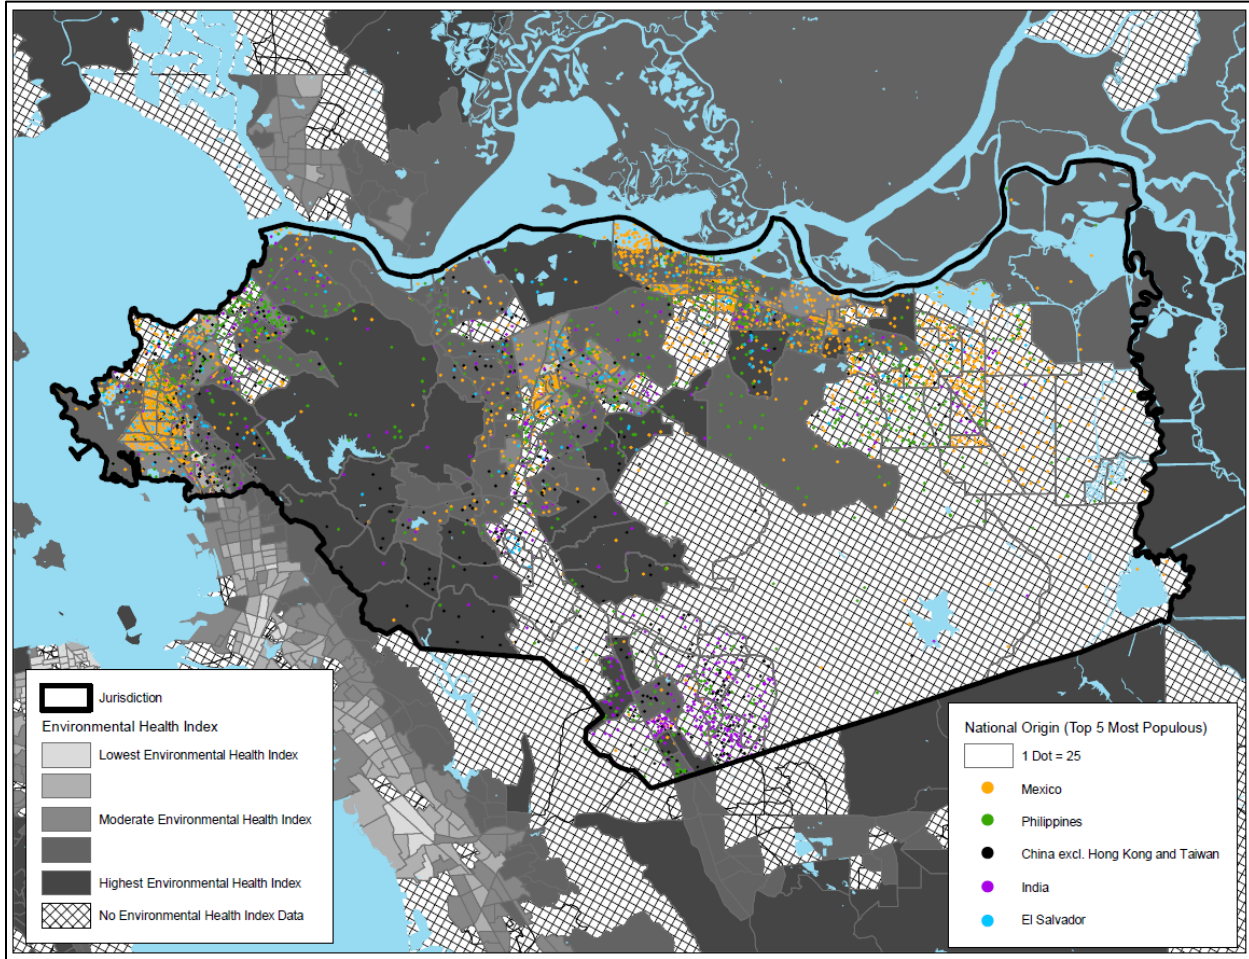 Jurisdiction
Environmental Health Index
Lowest Environmental Health Index
Moderate Environmental Health Index
Highest Environmental Health Index
No Environmental Health Index Data
National Origin (Top 5 Most Populous)
1 Dot = 25
Mexico
Philippines
China excl. Hong Kong and Taiwan
India
El Salvador